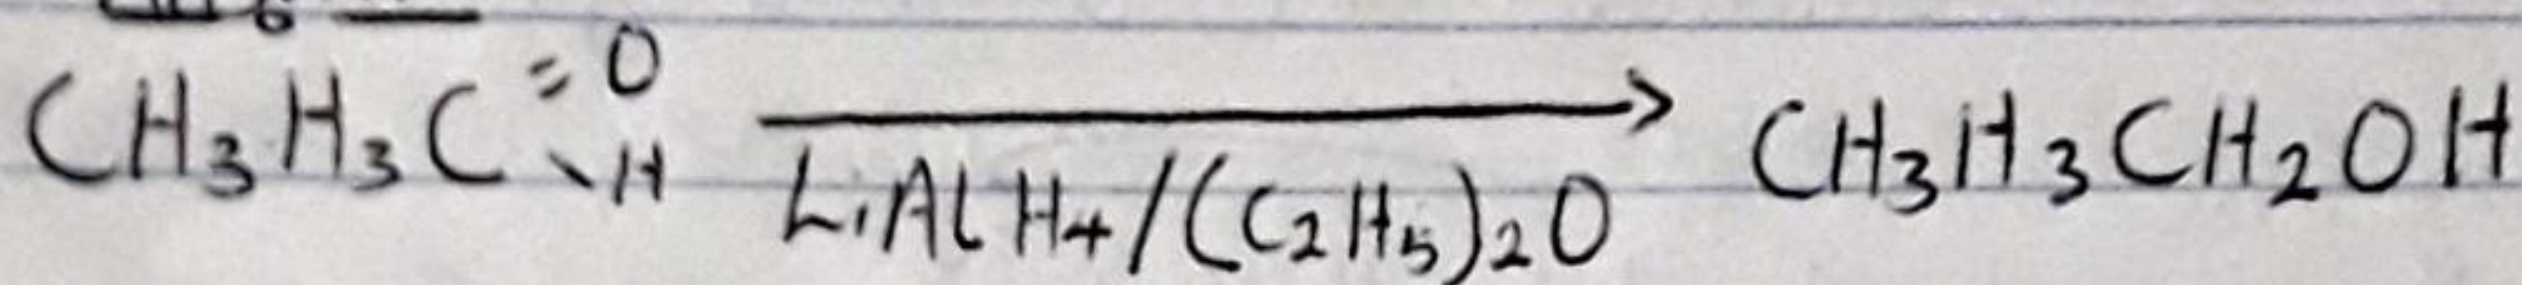 CH₃H₃C=O\H → CH₃H₃CH₂OH
LiAlH₄/(C₂H₅)₂O